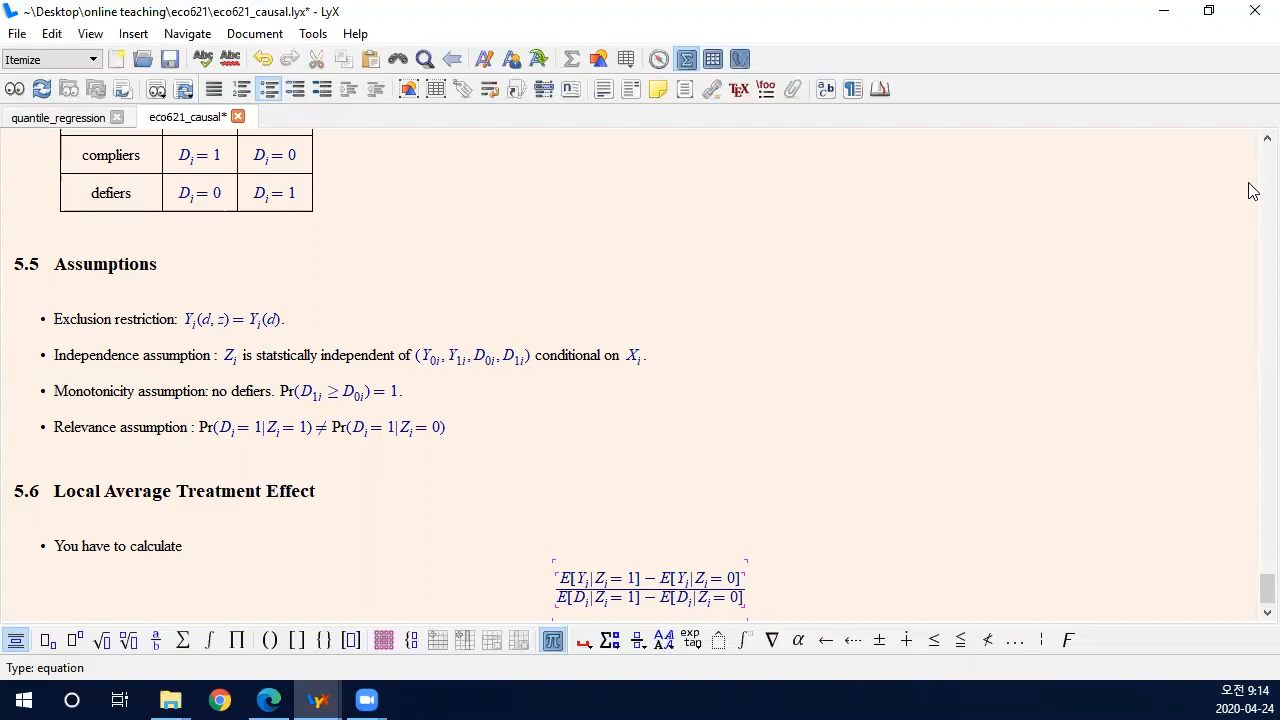 ~\Desktop\online teaching\eco621\eco621_causal.lyx* - LyX
File Edit View Insert Navigate Document Tools Help
Itemize
quantile_regression eco621_causal*
compliers D_i = 1 D_i = 0
defiers D_i = 0 D_i = 1
5.5 Assumptions
• Exclusion restriction: Y_i(d, z) = Y_i(d).
• Independence assumption : Z_i is statstically independent of (Y_{0i}, Y_{1i}, D_{0i}, D_{1i}) conditional on X_i.
• Monotonicity assumption: no defiers. Pr(D_{1i} ≥ D_{0i}) = 1.
• Relevance assumption : Pr(D_i = 1|Z_i = 1) ≠ Pr(D_i = 1|Z_i = 0)
5.6 Local Average Treatment Effect
• You have to calculate
E[Y_i|Z_i = 1] − E[Y_i|Z_i = 0]
E[D_i|Z_i = 1] − E[D_i|Z_i = 0]
Type: equation
오전 9:14
2020-04-24